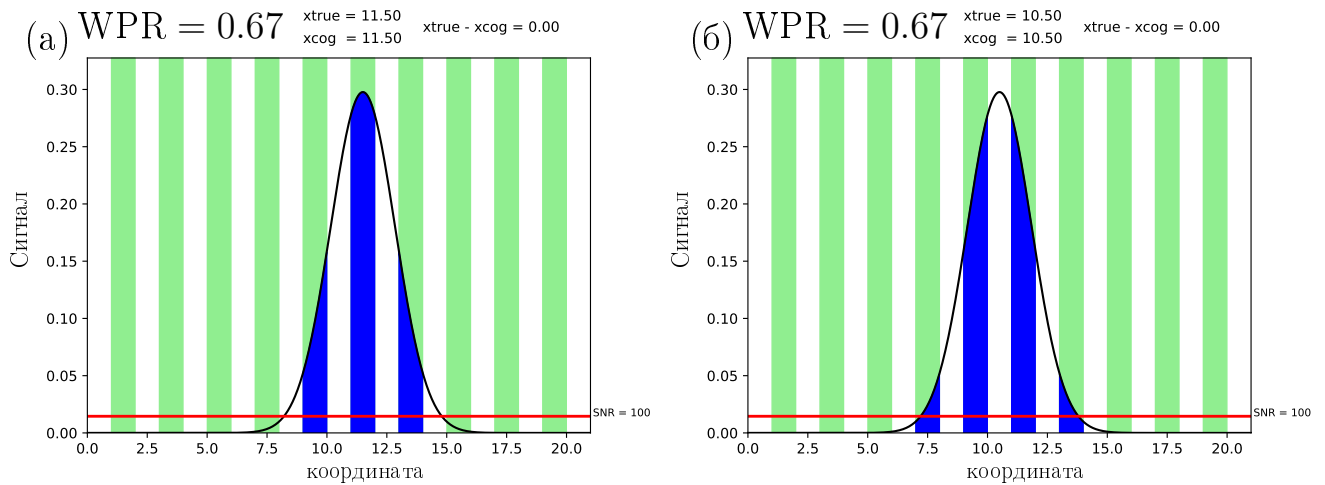 (а) WPR = 0.67
xtrue = 11.50
xcog = 11.50
xtrue - xcog = 0.00
Сигнал
0.30
0.25
0.20
0.15
0.10
0.05
0.00
SNR = 100
0.0 2.5 5.0 7.5 10.0 12.5 15.0 17.5 20.0
координата
(б) WPR = 0.67
xtrue = 10.50
xcog = 10.50
xtrue - xcog = 0.00
Сигнал
0.30
0.25
0.20
0.15
0.10
0.05
0.00
SNR = 100
0.0 2.5 5.0 7.5 10.0 12.5 15.0 17.5 20.0
координата